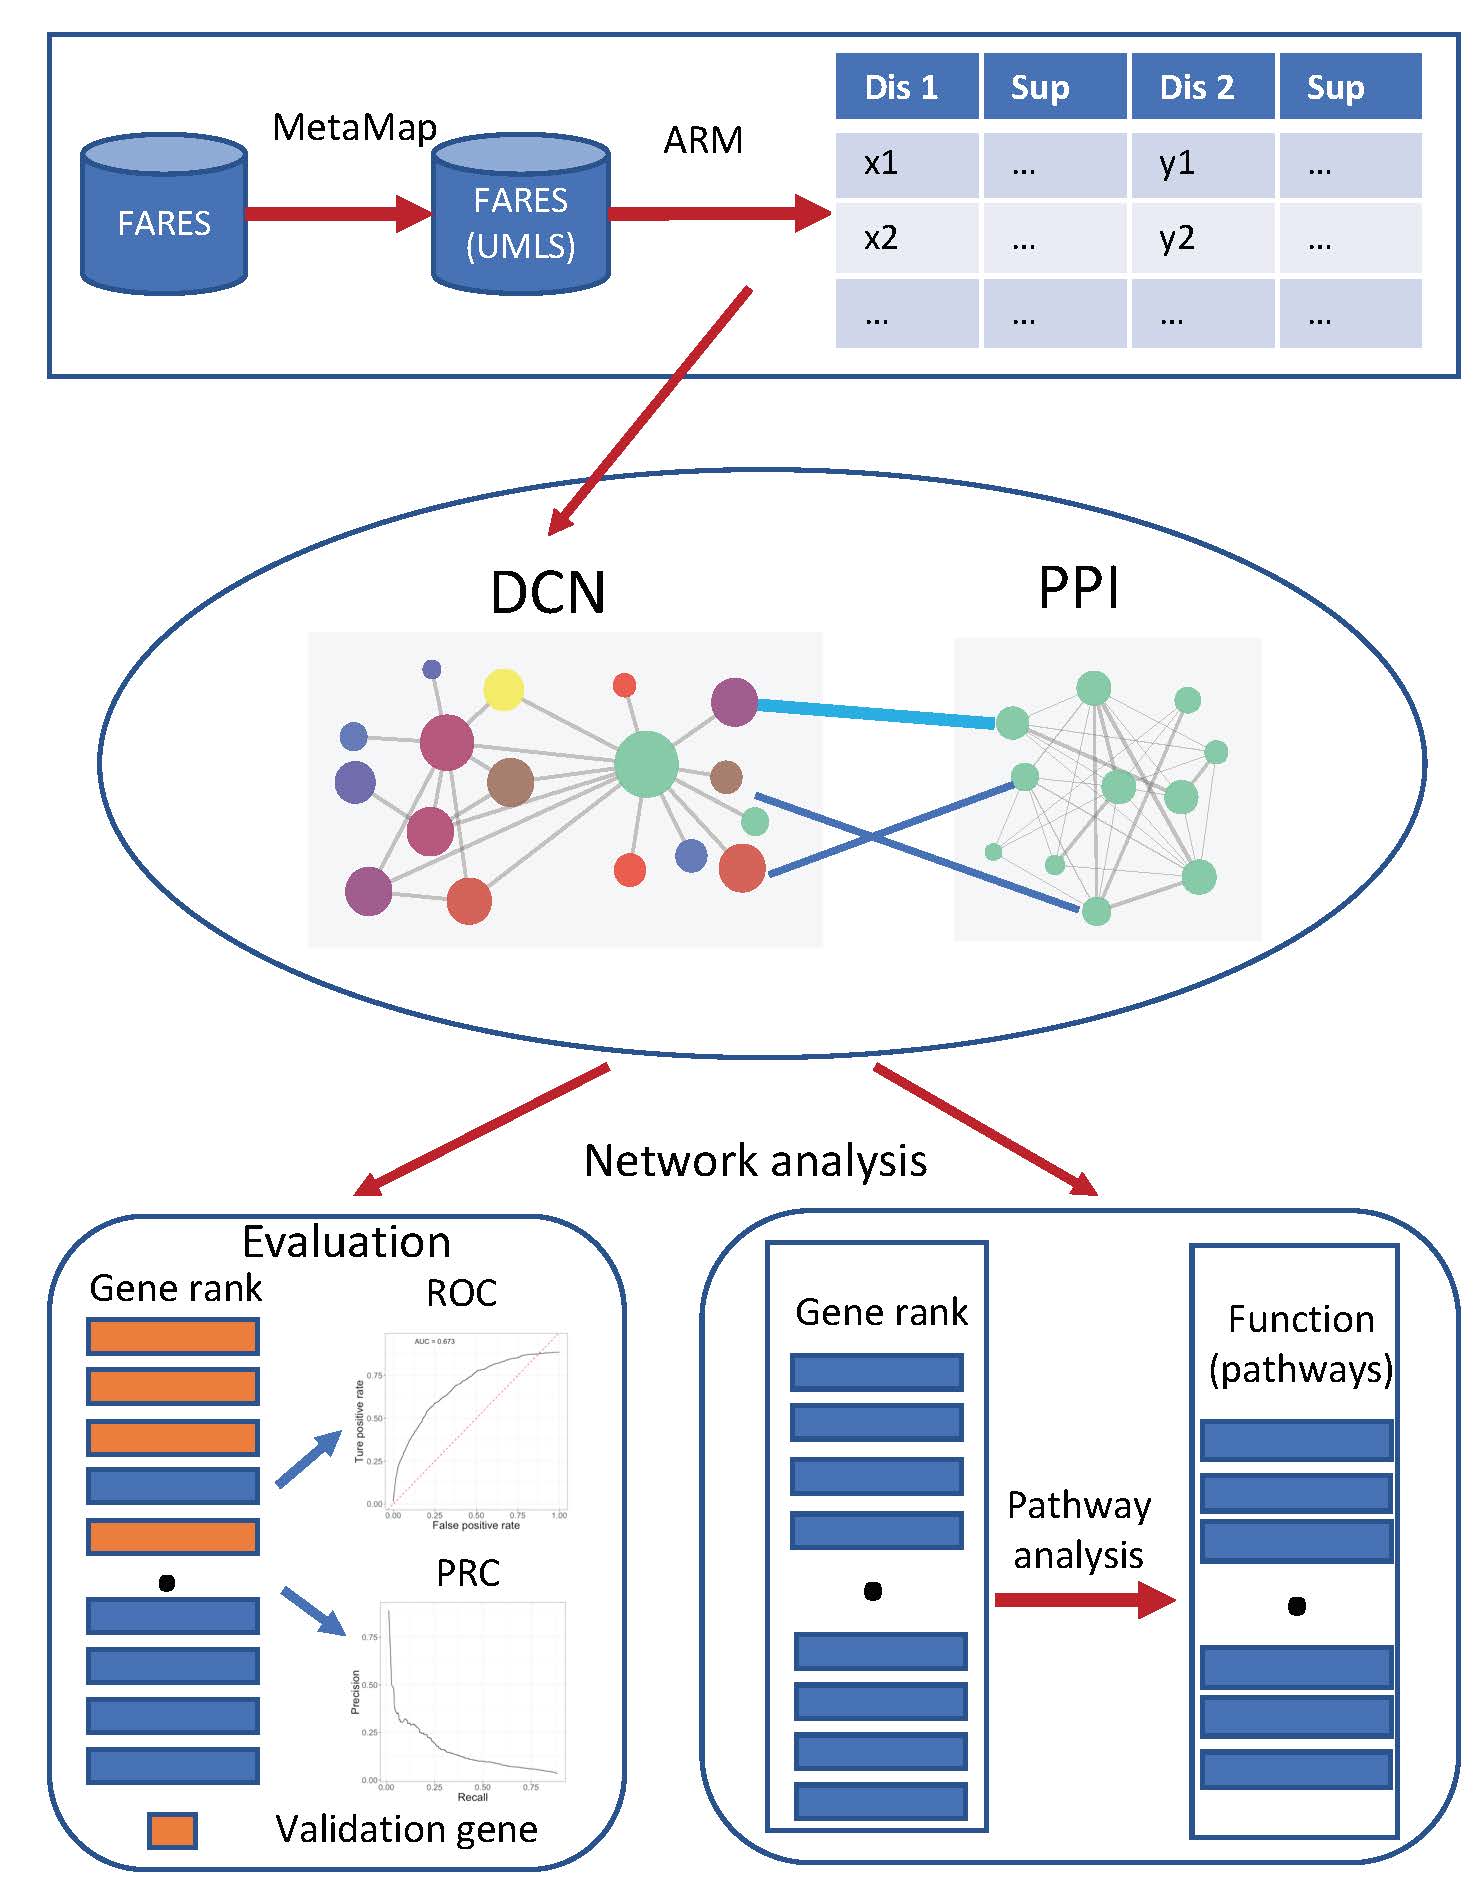 MetaMap
ARM
FARES
FARES
(UMLS)
Dis 1 Sup Dis 2 Sup
x1 ... y1 ...
x2 ... y2 ...
... ... ... ...
DCN
PPI
Network analysis
Evaluation
Gene rank
ROC
AUC = 0.673
Ture positive rate
0.75
0.50
0.25
0.00
0.00 0.25 0.50 0.75 1.00
False positive rate
PRC
Precision
0.75
0.50
0.25
0.00
0.00 0.25 0.50 0.75
Recall
Validation gene
Gene rank
Pathway
analysis
Function
(pathways)